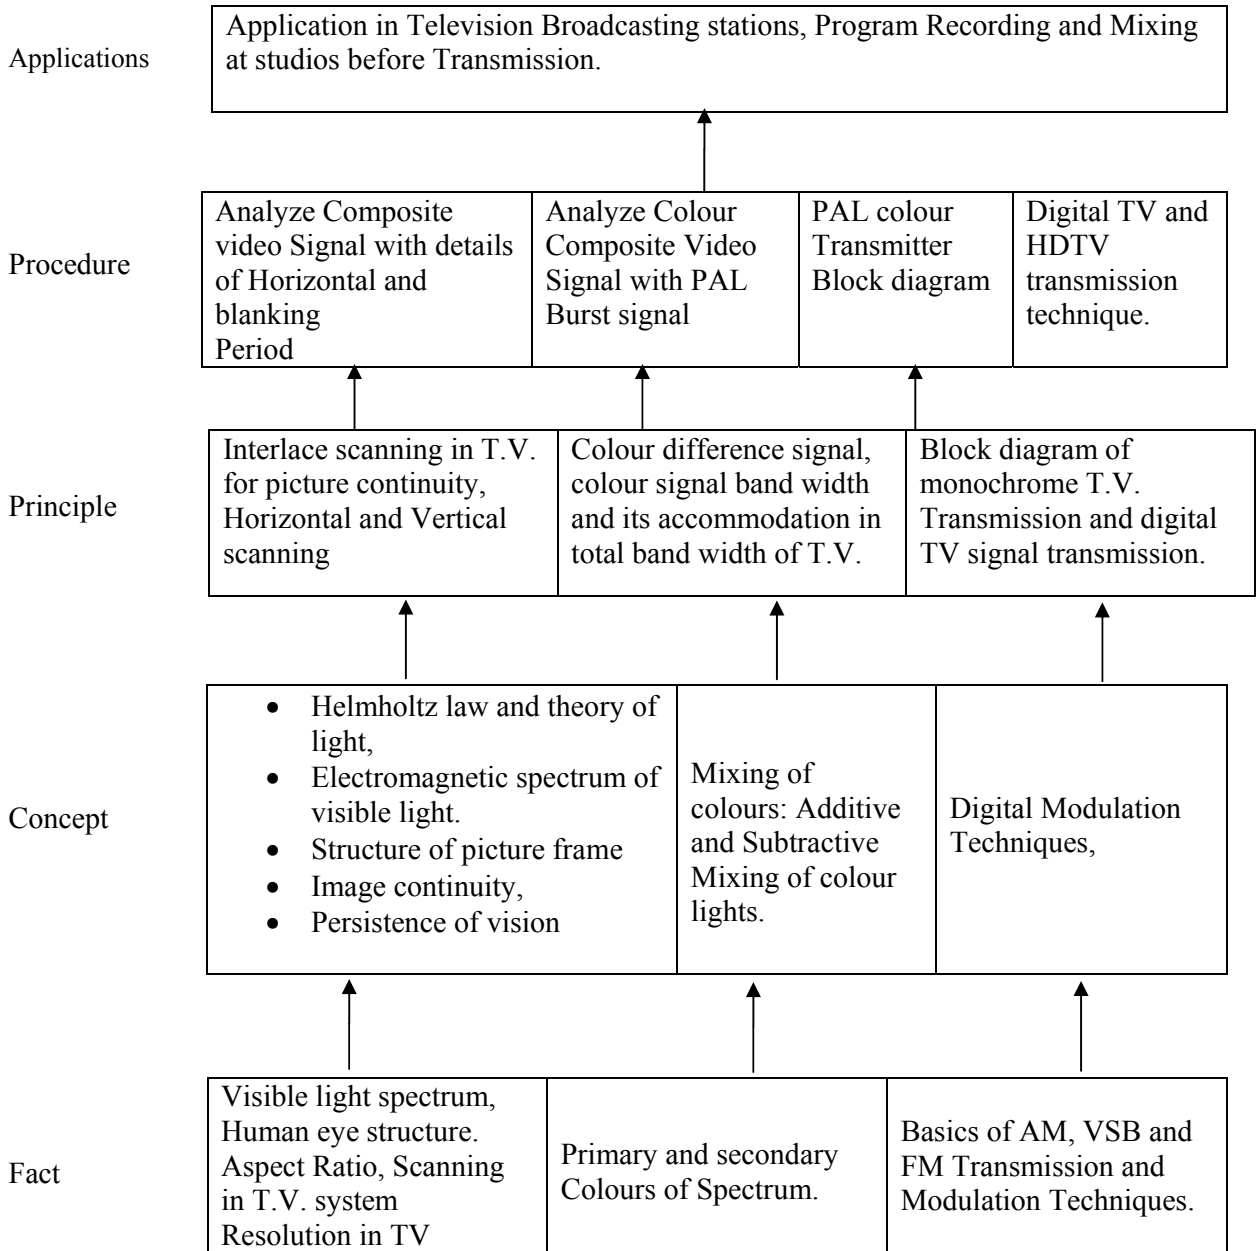 Applications
Application in Television Broadcasting stations, Program Recording and Mixing
at studios before Transmission.
Procedure
Analyze Composite
video Signal with details
of Horizontal and
blanking
Period
Analyze Colour
Composite Video
Signal with PAL
Burst signal
PAL colour
Transmitter
Block diagram
Digital TV and
HDTV
transmission
technique.
Principle
Interlace scanning in T.V.
for picture continuity,
Horizontal and Vertical
scanning
Colour difference signal,
colour signal band width
and its accommodation in
total band width of T.V.
Block diagram of
monochrome T.V.
Transmission and digital
TV signal transmission.
Concept
• Helmholtz law and theory of
light,
• Electromagnetic spectrum of
visible light.
• Structure of picture frame
• Image continuity,
• Persistence of vision
Mixing of
colours: Additive
and Subtractive
Mixing of colour
lights.
Digital Modulation
Techniques,
Fact
Visible light spectrum,
Human eye structure.
Aspect Ratio, Scanning
in T.V. system
Resolution in TV
Primary and secondary
Colours of Spectrum.
Basics of AM, VSB and
FM Transmission and
Modulation Techniques.